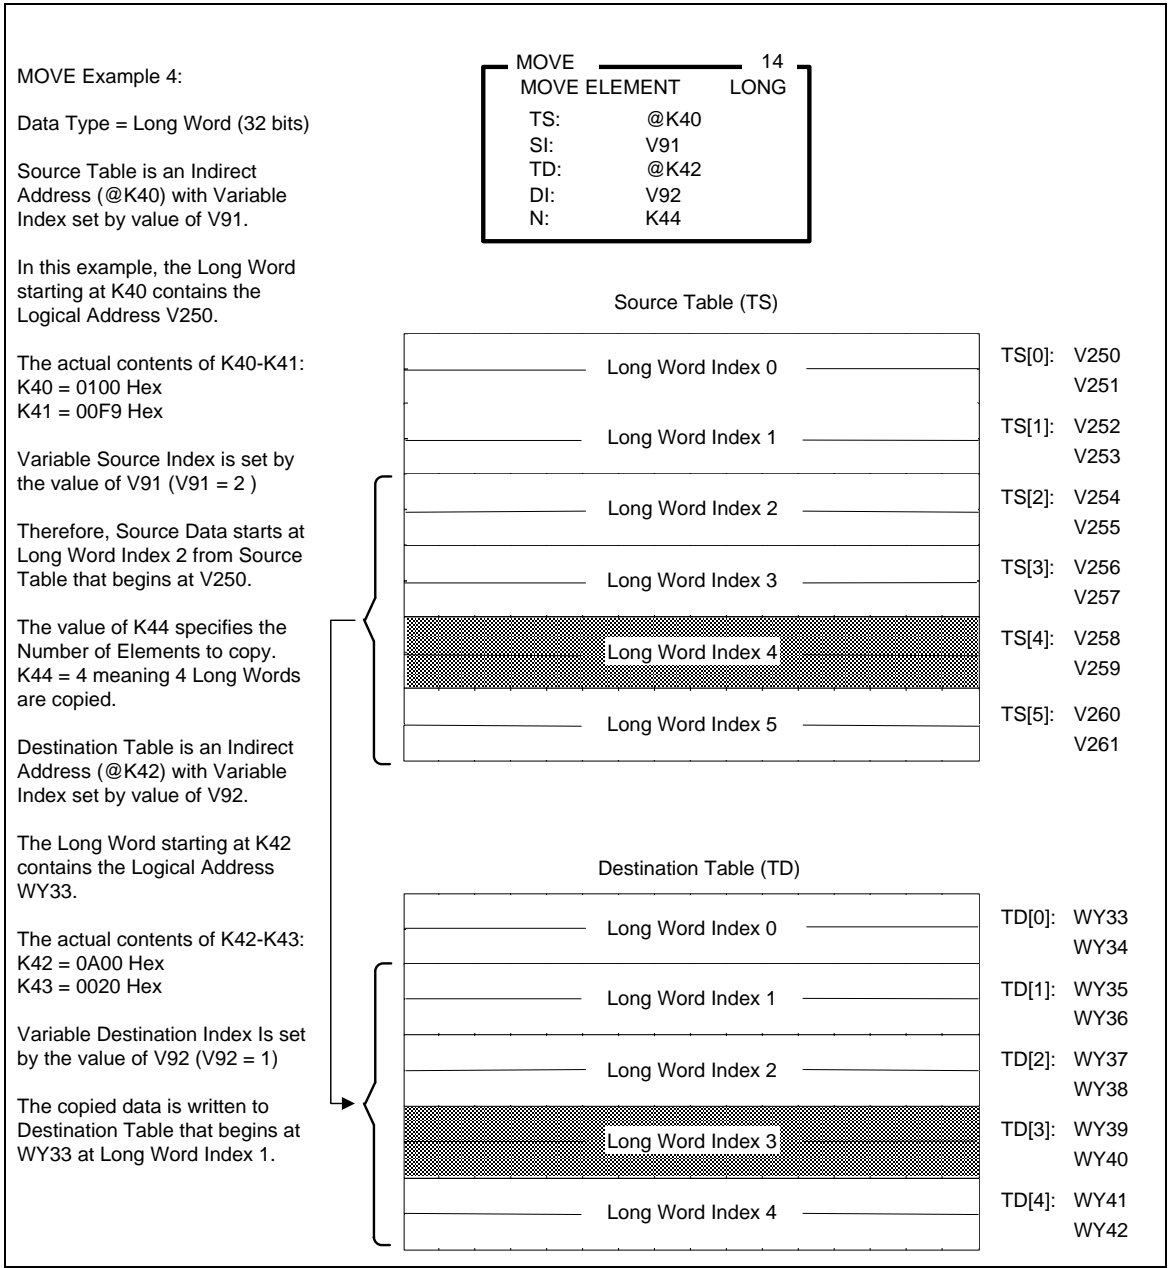 MOVE Example 4:
Data Type = Long Word (32 bits)
Source Table is an Indirect
Address (@K40) with Variable
Index set by value of V91.
In this example, the Long Word
starting at K40 contains the
Logical Address V250.
The actual contents of K40-K41:
K40 = 0100 Hex
K41 = 00F9 Hex
Variable Source Index is set by
the value of V91 (V91 = 2 )
Therefore, Source Data starts at
Long Word Index 2 from Source
Table that begins at V250.
The value of K44 specifies the
Number of Elements to copy.
K44 = 4 meaning 4 Long Words
are copied.
Destination Table is an Indirect
Address (@K42) with Variable
Index set by value of V92.
The Long Word starting at K42
contains the Logical Address
WY33.
The actual contents of K42-K43:
K42 = 0A00 Hex
K43 = 0020 Hex
Variable Destination Index Is set
by the value of V92 (V92 = 1)
The copied data is written to
Destination Table that begins at
WY33 at Long Word Index 1.
MOVE 14
MOVE ELEMENT LONG
TS: @K40
SI: V91
TD: @K42
DI: V92
N: K44
Source Table (TS)
Long Word Index 0 TS[0]: V250
V251
Long Word Index 1 TS[1]: V252
V253
Long Word Index 2 TS[2]: V254
V255
Long Word Index 3 TS[3]: V256
V257
Long Word Index 4 TS[4]: V258
V259
Long Word Index 5 TS[5]: V260
V261
Destination Table (TD)
Long Word Index 0 TD[0]: WY33
WY34
Long Word Index 1 TD[1]: WY35
WY36
Long Word Index 2 TD[2]: WY37
WY38
Long Word Index 3 TD[3]: WY39
WY40
Long Word Index 4 TD[4]: WY41
WY42